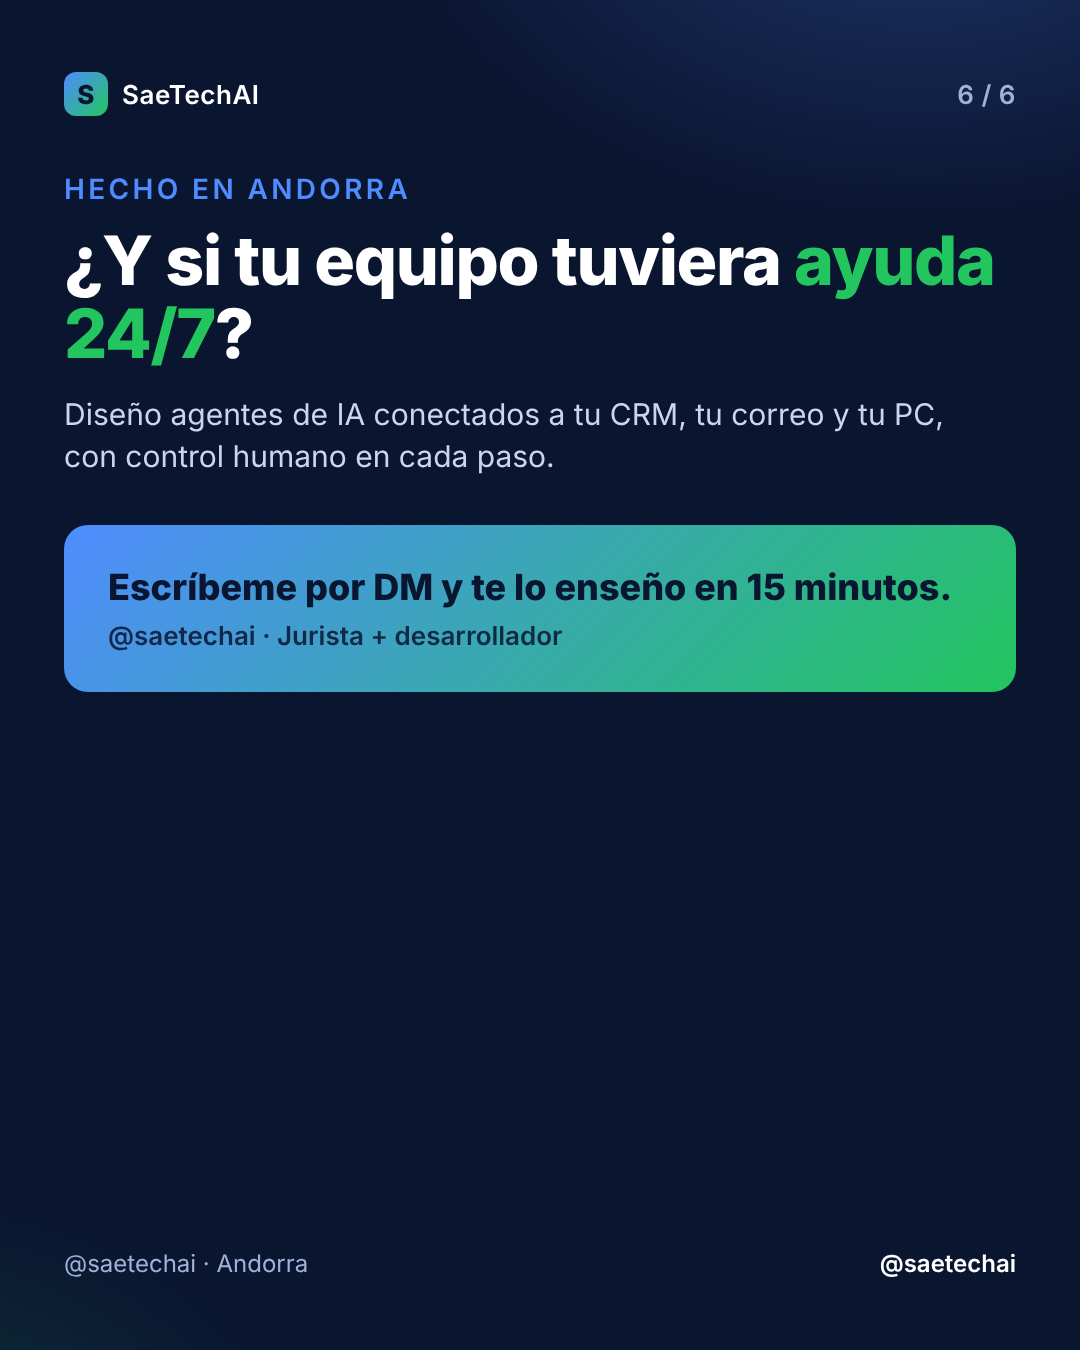 S SaeTechAI
6 / 6
HECHO EN ANDORRA
¿Y si tu equipo tuviera ayuda
24/7?
Diseño agentes de IA conectados a tu CRM, tu correo y tu PC,
con control humano en cada paso.
Escríbeme por DM y te lo enseño en 15 minutos.
@saetechai · Jurista + desarrollador
@saetechai · Andorra
@saetechai